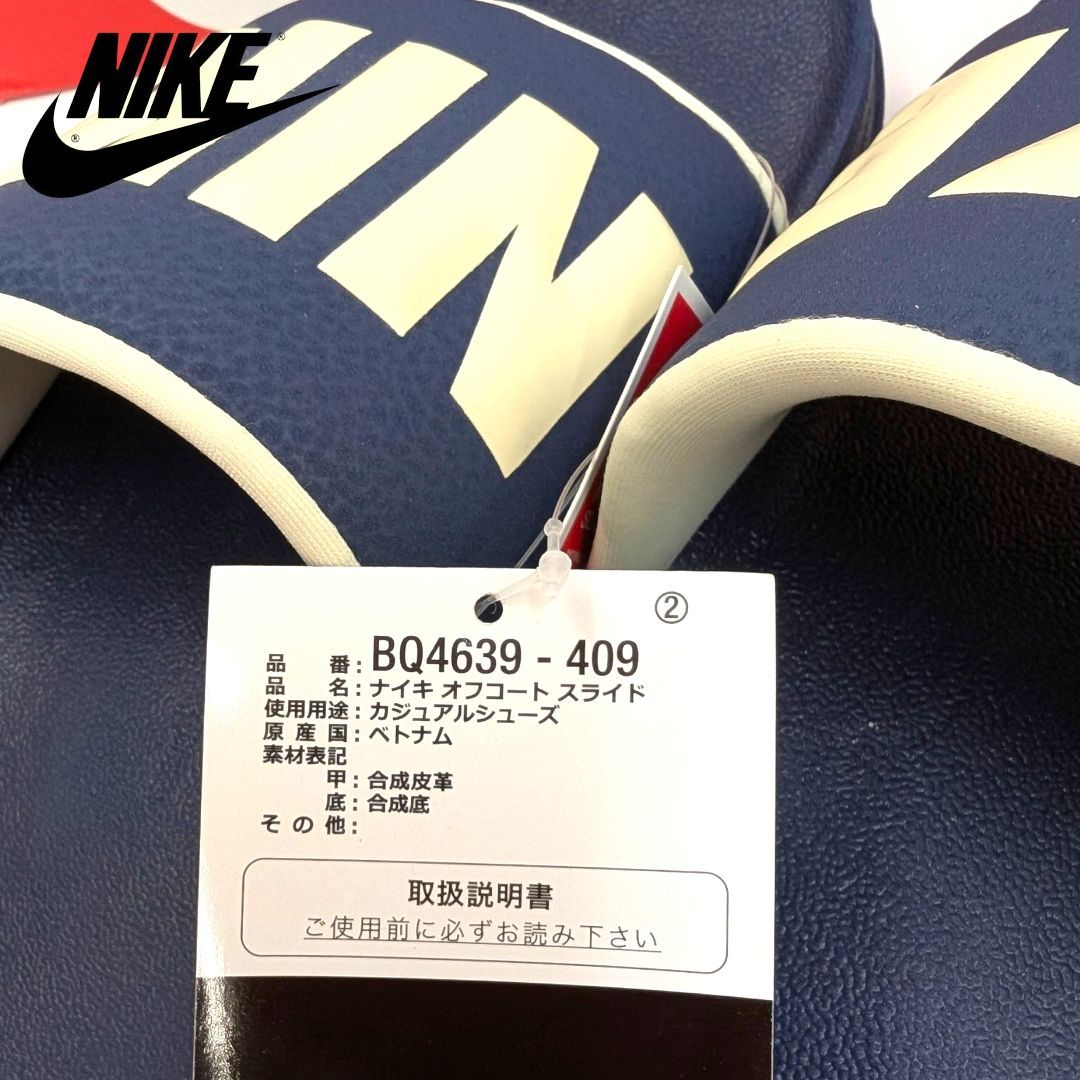 NIKE
②
品 番: BQ4639 - 409
品 名: ナイキ オフコート スライド
使用用途: カジュアルシューズ
原 産 国: ベトナム
素材表記
甲: 合成皮革
底: 合成底
そ の 他:
取扱説明書
ご使用前に必ずお読み下さい